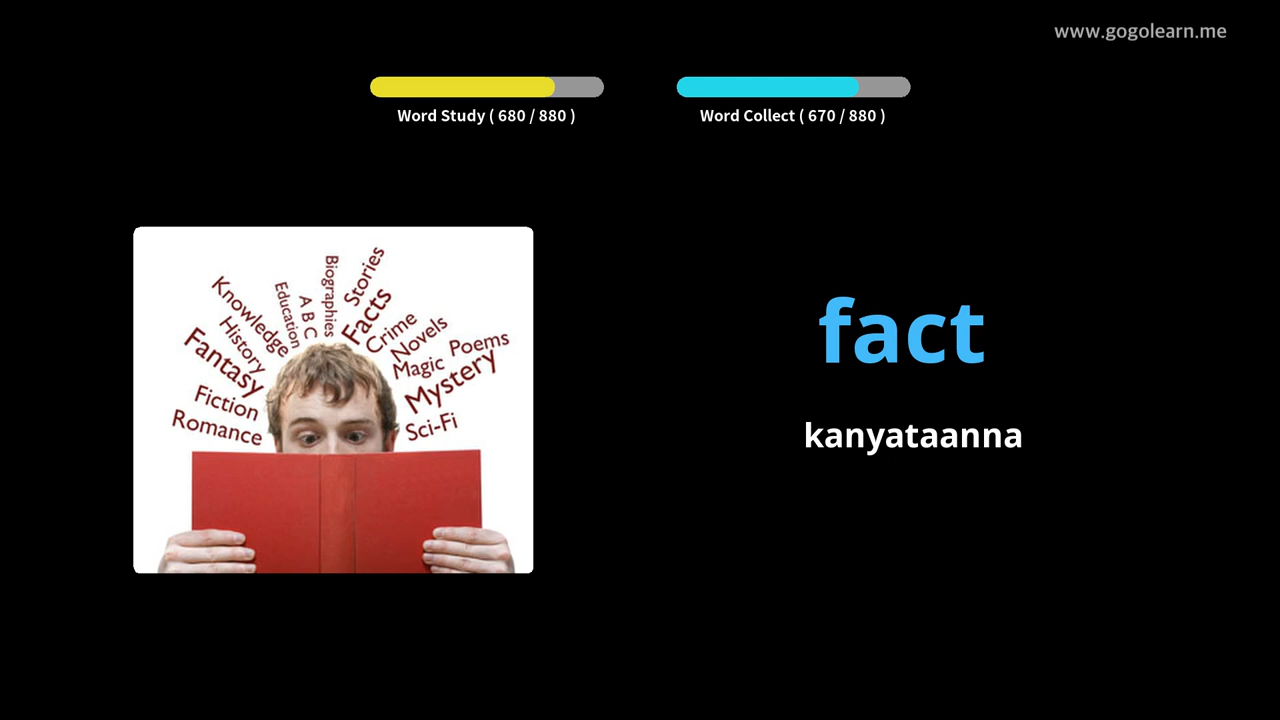 www.gogolearn.me
Word Study ( 680 / 880 )
Word Collect ( 670 / 880 )
Romance
Fiction
Fantasy
History
Knowledge
Education
A B C
Biographies
Stories
Facts
Crime
Novels
Magic
Poems
Mystery
Sci-Fi
fact
kanyataanna